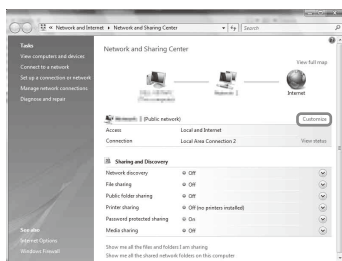 « Network and Internet ▸ Network and Sharing Center
Search
Tasks
View computers and devices
Connect to a network
Set up a connection or network
Manage network connections
Diagnose and repair
See also
Internet Options
Windows Firewall
Network and Sharing Center
View full map
Internet
(Public network)
Customize
Access Local and Internet
Connection Local Area Connection 2 View status
Sharing and Discovery
Network discovery Off
File sharing Off
Public folder sharing Off
Printer sharing Off (no printers installed)
Password protected sharing On
Media sharing Off
Show me all the files and folders I am sharing
Show me all the shared network folders on this computer